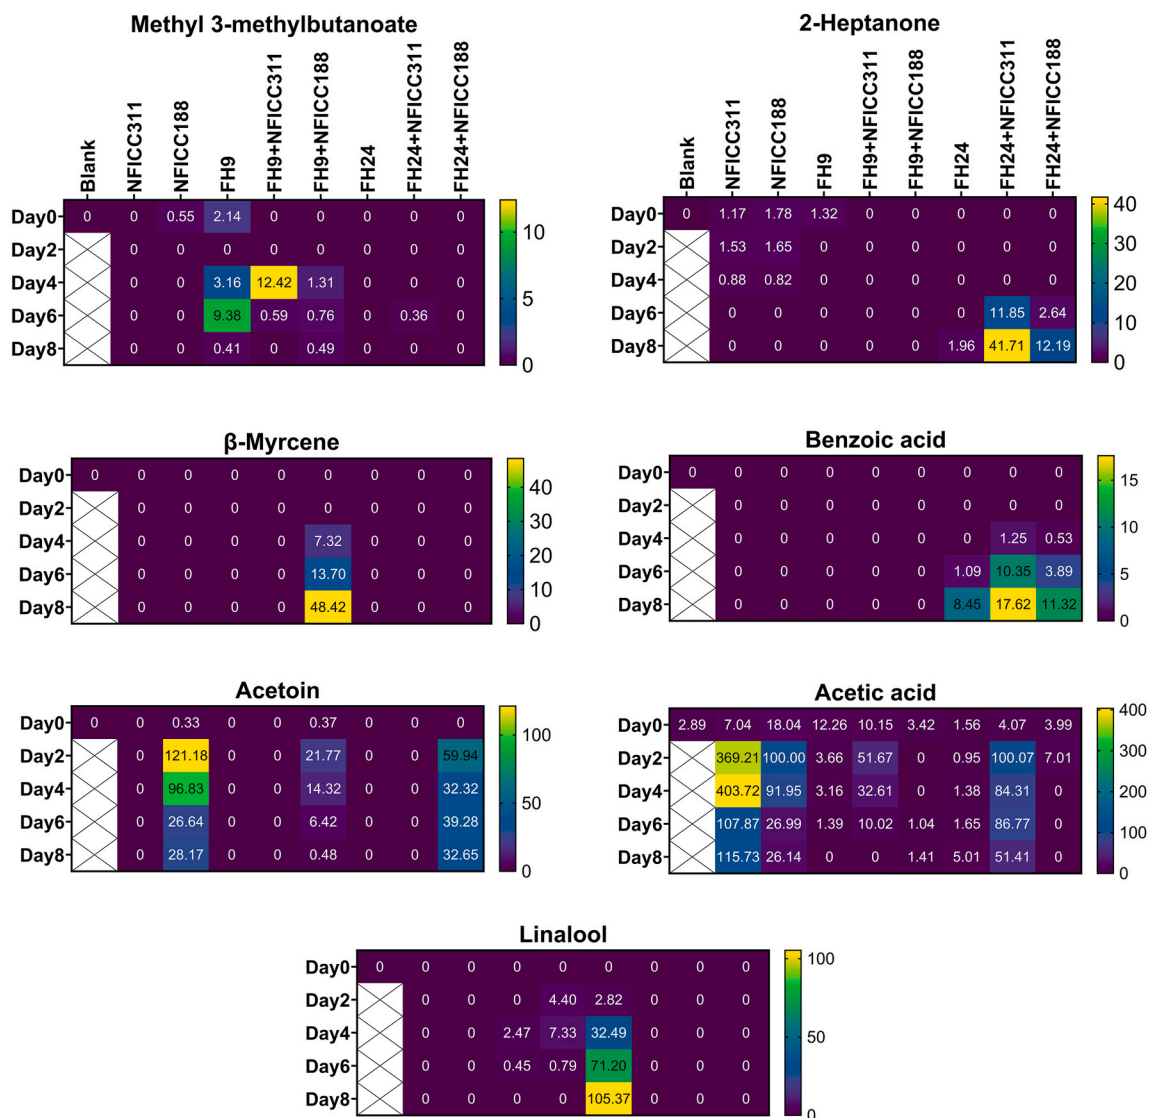 Methyl 3-methylbutanoate
Blank NFICC311 NFICC188 FH9 FH9+NFICC311 FH9+NFICC188 FH24 FH24+NFICC311 FH24+NFICC188
Day0 0 0 0.55 2.14 0 0 0 0 0
Day2 0 0 0 0 0 0 0 0
Day4 0 0 3.16 12.42 1.31 0 0 0
Day6 0 0 9.38 0.59 0.76 0 0.36 0
Day8 0 0 0.41 0 0.49 0 0 0
10
5
0
2-Heptanone
Blank NFICC311 NFICC188 FH9 FH9+NFICC311 FH9+NFICC188 FH24 FH24+NFICC311 FH24+NFICC188
Day0 0 1.17 1.78 1.32 0 0 0 0 0
Day2 1.53 1.65 0 0 0 0 0 0
Day4 0.88 0.82 0 0 0 0 0 0
Day6 0 0 0 0 0 0 11.85 2.64
Day8 0 0 0 0 0 1.96 41.71 12.19
40
30
20
10
0
β-Myrcene
Day0 0 0 0 0 0 0 0 0 0
Day2 0 0 0 0 0 0 0 0
Day4 0 0 0 0 7.32 0 0 0
Day6 0 0 0 0 13.70 0 0 0
Day8 0 0 0 0 48.42 0 0 0
40
30
20
10
0
Benzoic acid
Day0 0 0 0 0 0 0 0 0 0
Day2 0 0 0 0 0 0 0 0
Day4 0 0 0 0 0 0 1.25 0.53
Day6 0 0 0 0 0 1.09 10.35 3.89
Day8 0 0 0 0 0 8.45 17.62 11.32
15
10
5
0
Acetoin
Day0 0 0 0.33 0 0 0.37 0 0 0
Day2 0 121.18 0 0 21.77 0 0 59.94
Day4 0 96.83 0 0 14.32 0 0 32.32
Day6 0 26.64 0 0 6.42 0 0 39.28
Day8 0 28.17 0 0 0.48 0 0 32.65
100
50
0
Acetic acid
Day0 2.89 7.04 18.04 12.26 10.15 3.42 1.56 4.07 3.99
Day2 369.21 100.00 3.66 51.67 0 0.95 100.07 7.01
Day4 403.72 91.95 3.16 32.61 0 1.38 84.31 0
Day6 107.87 26.99 1.39 10.02 1.04 1.65 86.77 0
Day8 115.73 26.14 0 0 1.41 5.01 51.41 0
400
300
200
100
0
Linalool
Day0 0 0 0 0 0 0 0 0 0
Day2 0 0 0 4.40 2.82 0 0 0
Day4 0 0 2.47 7.33 32.49 0 0 0
Day6 0 0 0.45 0.79 71.20 0 0 0
Day8 0 0 0 0 105.37 0 0 0
100
50
0